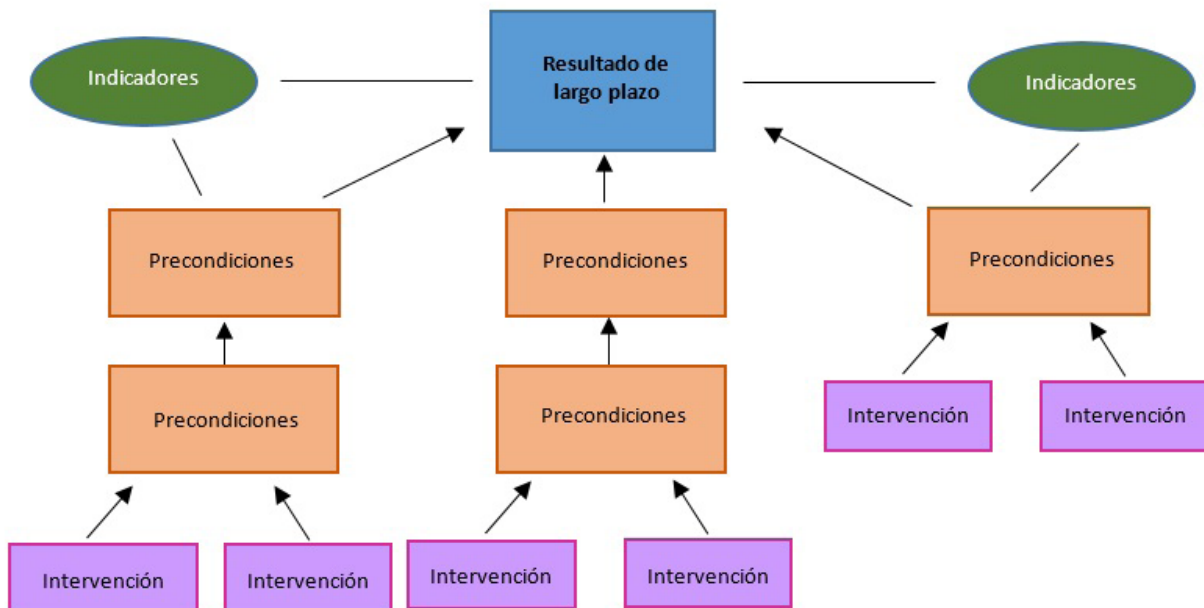 Indicadores
Resultado de
largo plazo
Indicadores
Precondiciones
Precondiciones
Precondiciones
Precondiciones
Precondiciones
Intervención
Intervención
Intervención
Intervención
Intervención
Intervención